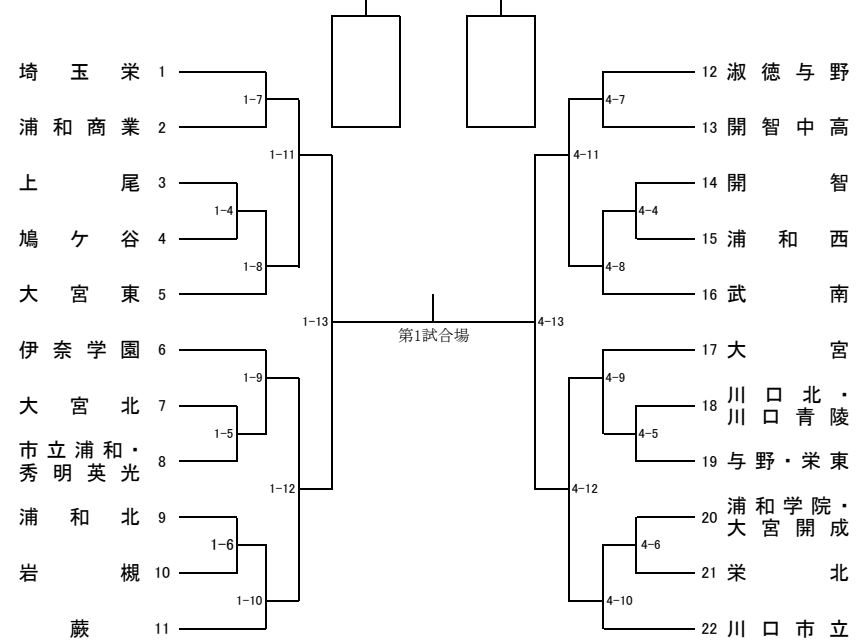 埼玉栄 1
1-7
浦和商業 2
1-11
上尾 3
1-4
鳩ケ谷 4
1-8
大宮東 5
1-13
伊奈学園 6
1-9
大宮北 7
1-5
市立浦和・
秀明英光 8
1-12
浦和北 9
1-6
岩槻 10
1-10
蕨 11
第1試合場
12 淑徳与野
4-7
13 開智中高
4-11
14 開智
4-4
15 浦和西
4-8
16 武南
4-13
17 大宮
4-9
18 川口北・
川口青陵
4-5
19 与野・栄東
4-12
20 浦和学院・
大宮開成
4-6
21 栄北
4-10
22 川口市立